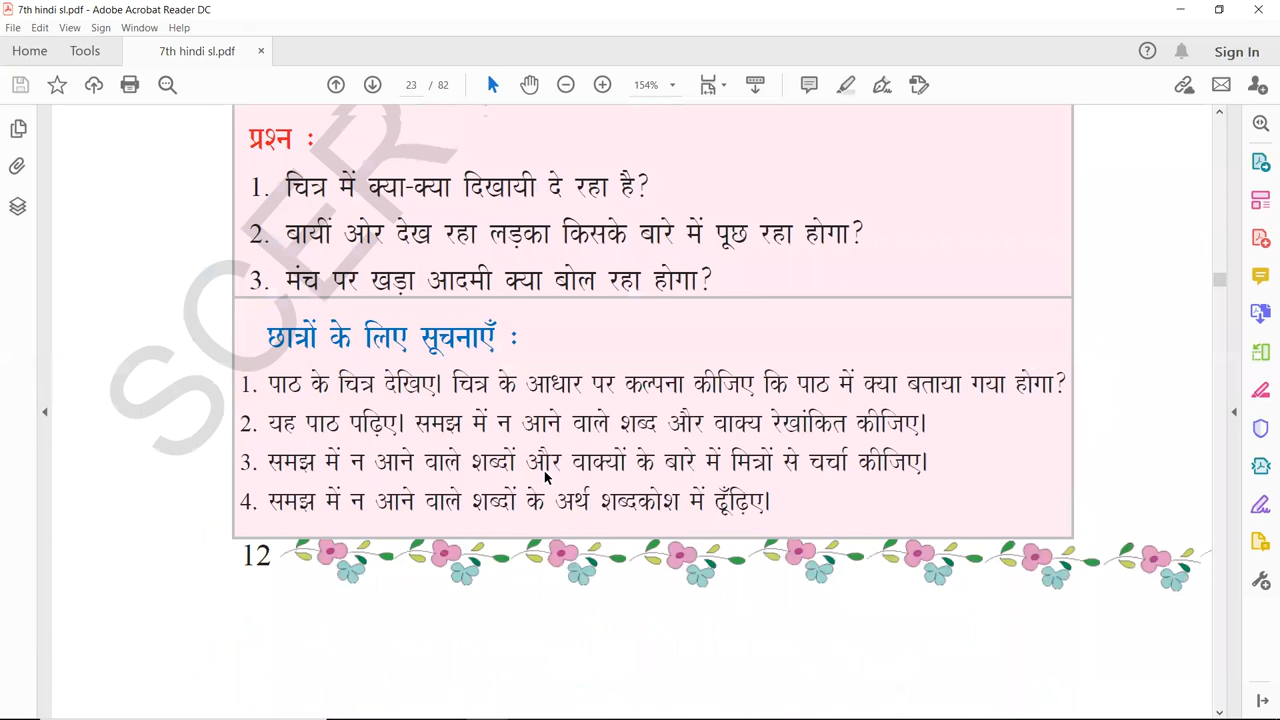 7th hindi sl.pdf - Adobe Acrobat Reader DC
File Edit View Sign Window Help
Home Tools 7th hindi sl.pdf × Sign In
23 / 82 154%
प्रश्न :
1. चित्र में क्या-क्या दिखायी दे रहा है?
2. बायीं ओर देख रहा लड़का किसके बारे में पूछ रहा होगा?
3. मंच पर खड़ा आदमी क्या बोल रहा होगा?
छात्रों के लिए सूचनाएँ :
1. पाठ के चित्र देखिए। चित्र के आधार पर कल्पना कीजिए कि पाठ में क्या बताया गया होगा?
2. यह पाठ पढ़िए। समझ में न आने वाले शब्द और वाक्य रेखांकित कीजिए।
3. समझ में न आने वाले शब्दों और वाक्यों के बारे में मित्रों से चर्चा कीजिए।
4. समझ में न आने वाले शब्दों के अर्थ शब्दकोश में ढूँढ़िए।
12
SCER